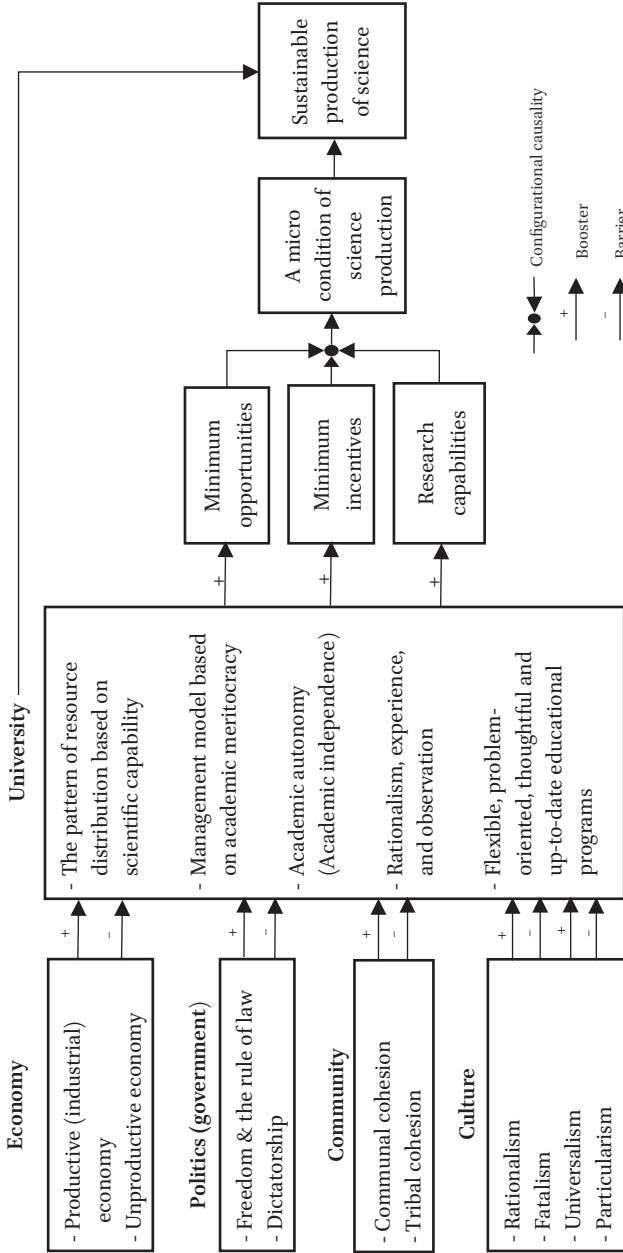 Economy
- Productive (industrial)
economy
- Unproductive economy
+
–
Politics (government)
- Freedom & the rule of law
- Dictatorship
+
–
Community
- Communal cohesion
- Tribal cohesion
+
–
Culture
- Rationalism
- Fatalism
- Universalism
- Particularism
+
–
+
–
University
- The pattern of resource
distribution based on
scientific capability
- Management model based
on academic meritocracy
- Academic autonomy
(Academic independence)
- Rationalism, experience,
and observation
- Flexible, problem-
oriented, thoughtful and
up-to-date educational
programs
+
+
+
Minimum
opportunities
Minimum
incentives
Research
capabilities
A micro
condition of
science
production
Sustainable
production
of science
Configurational causality
+
Booster
–
Barrier